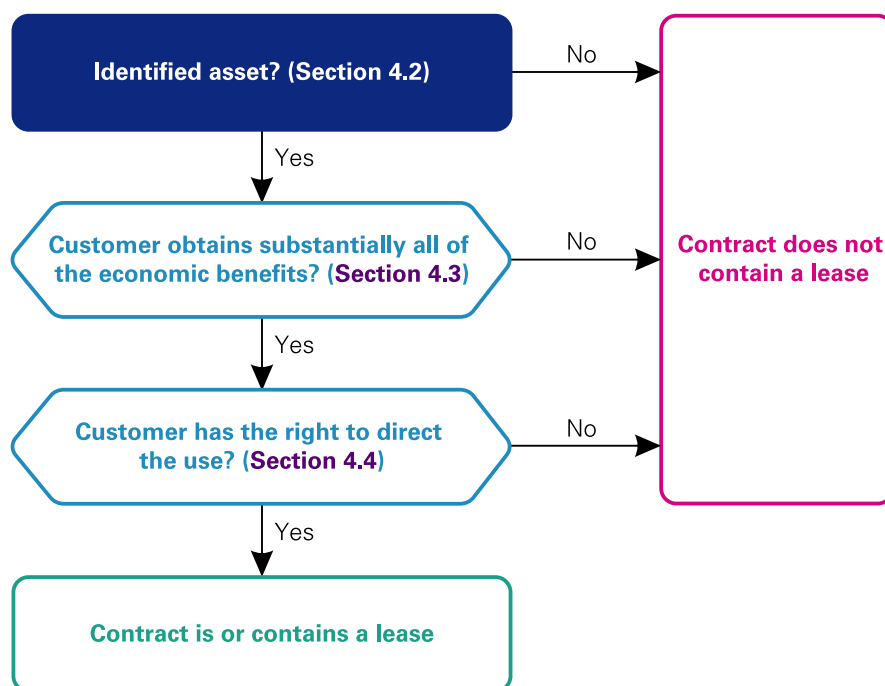 Identified asset? (Section 4.2)
No
Yes
Customer obtains substantially all of
the economic benefits? (Section 4.3)
No
Contract does not
contain a lease
Yes
Customer has the right to direct
the use? (Section 4.4)
No
Yes
Contract is or contains a lease